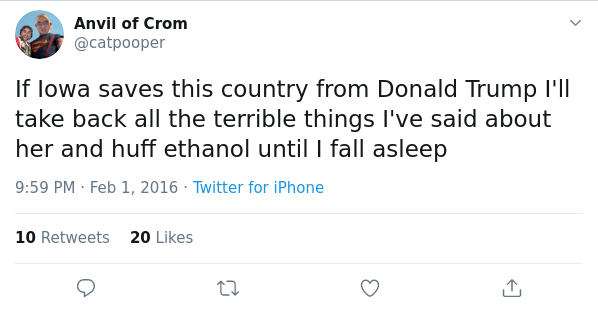 Anvil of Crom
@catpooper
If Iowa saves this country from Donald Trump I'll
take back all the terrible things I've said about
her and huff ethanol until I fall asleep
9:59 PM · Feb 1, 2016 · Twitter for iPhone
10 Retweets 20 Likes